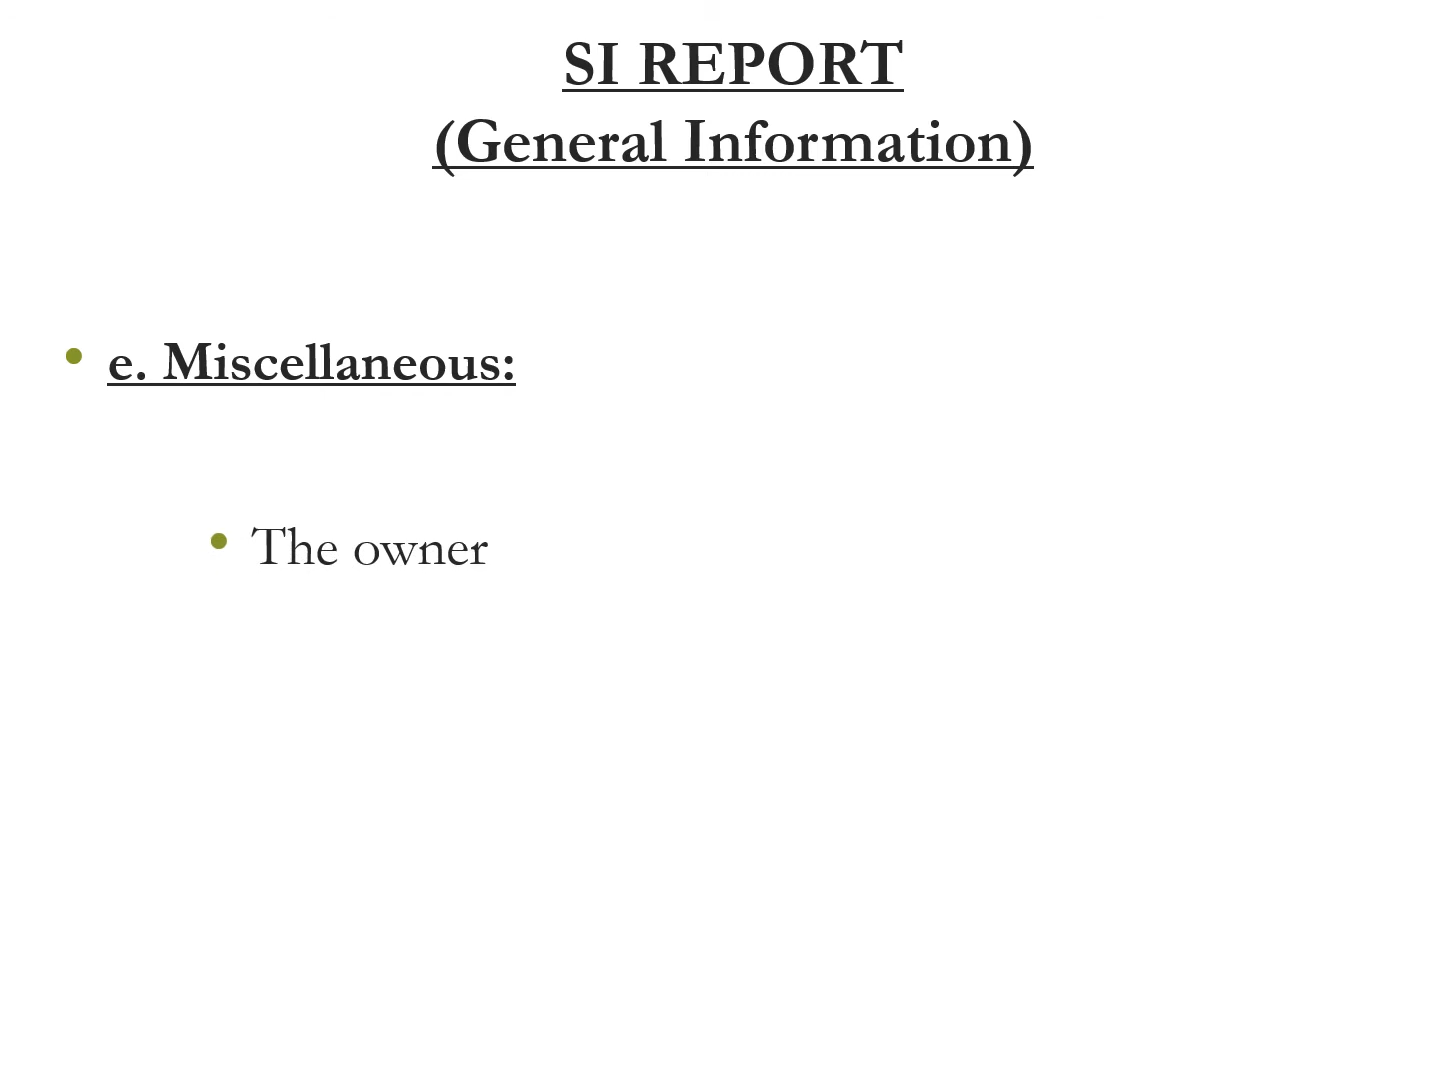 SI REPORT
(General Information)
• e. Miscellaneous:
• The owner